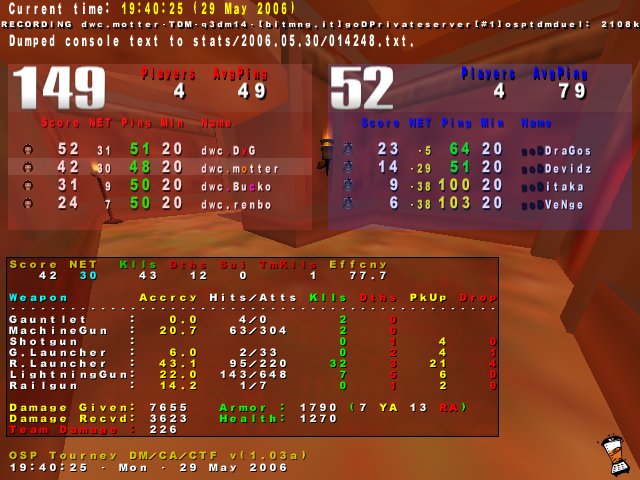 Current time: 19:40:25 (29 May 2006)
RECORDING dwc.motter-TDM-q3dm14-[bitmng.it]goDPrivateserver[#1]osptdmduel: 2108k
Dumped console text to stats/2006.05.30/014248.txt.
149 Players AvgPing
4 49
Score NET Ping Min Name
52 31 51 20 dwc.DyG
42 30 48 20 dwc.motter
31 9 50 20 dwc.Bucko
24 7 50 20 dwc.renbo
52 Players AvgPing
4 79
Score NET Ping Min Name
23 -5 64 20 goDDraGos
14 -29 51 20 goDDevidz
9 -38 100 20 goDitaka
6 -38 103 20 goDVeNge
Score NET Klls Dths Sui TmKlls Effcny
42 30 43 12 0 1 77.7
Weapon Accrcy Hits/Atts Klls Dths PkUp Drop
Gauntlet : 0.0 4/0 2 0
MachineGun : 20.7 63/304 2 0
Shotgun : 0 1 4 0
G.Launcher : 6.0 2/33 0 2 4 1
R.Launcher : 43.1 95/220 32 3 21 4
LightningGun: 22.0 143/648 7 5 6 0
Railgun : 14.2 1/7 0 1 2 0
Damage Given: 7655 Armor : 1790 (7 YA 13 RA)
Damage Recvd: 3623 Health: 1270
Team Damage : 226
OSP Tourney DM/CA/CTF v(1.03a)
19:40:25 - Mon - 29 May 2006